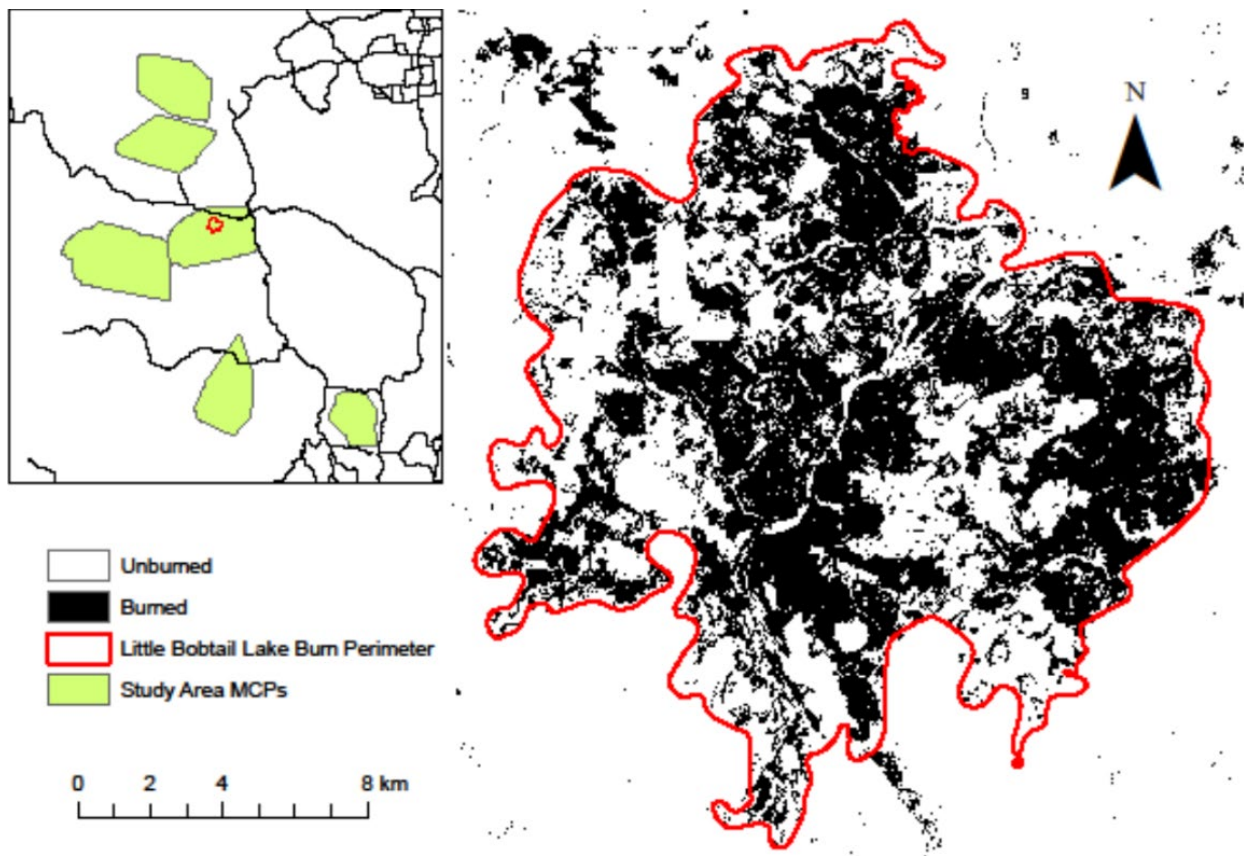 N
Unburned
Burned
Little Bobtail Lake Burn Perimeter
Study Area MCPs
0 2 4 8 km